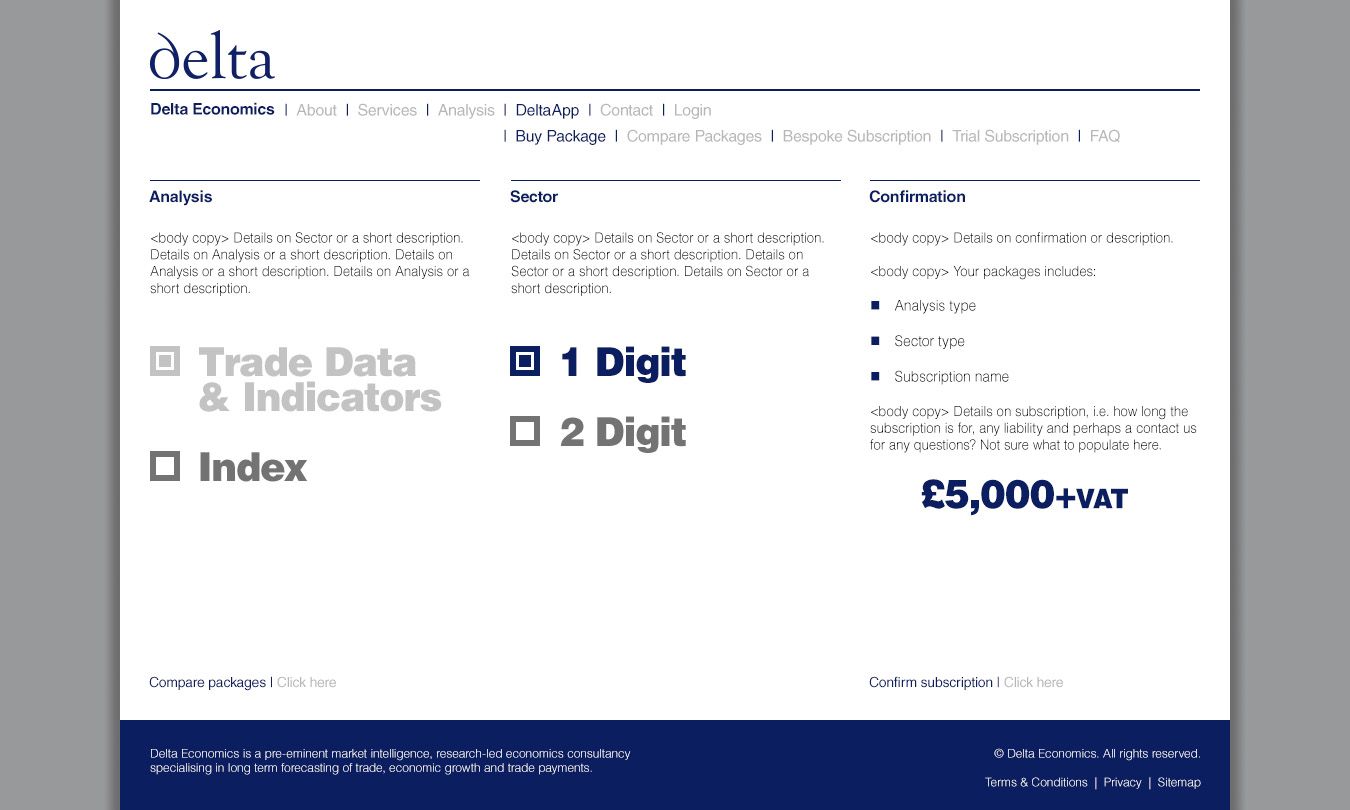 delta
Delta Economics | About | Services | Analysis | DeltaApp | Contact | Login
| Buy Package | Compare Packages | Bespoke Subscription | Trial Subscription | FAQ
Analysis
<body copy> Details on Sector or a short description.
Details on Analysis or a short description. Details on
Analysis or a short description. Details on Analysis or a
short description.
Trade Data
& Indicators
Index
Sector
<body copy> Details on Sector or a short description.
Details on Sector or a short description. Details on
Sector or a short description. Details on Sector or a
short description.
1 Digit
2 Digit
Confirmation
<body copy> Details on confirmation or description.
<body copy> Your packages includes:
Analysis type
Sector type
Subscription name
<body copy> Details on subscription, i.e. how long the
subscription is for, any liability and perhaps a contact us
for any questions? Not sure what to populate here.
£5,000+VAT
Compare packages | Click here
Confirm subscription | Click here
Delta Economics is a pre-eminent market intelligence, research-led economics consultancy
specialising in long term forecasting of trade, economic growth and trade payments.
© Delta Economics. All rights reserved.
Terms & Conditions | Privacy | Sitemap